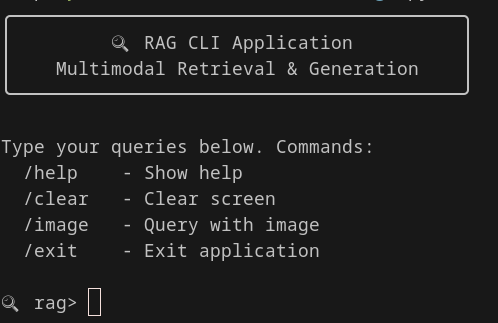 🔍 RAG CLI Application
Multimodal Retrieval & Generation
Type your queries below. Commands:
/help    - Show help
/clear   - Clear screen
/image   - Query with image
/exit    - Exit application
🔍 rag>